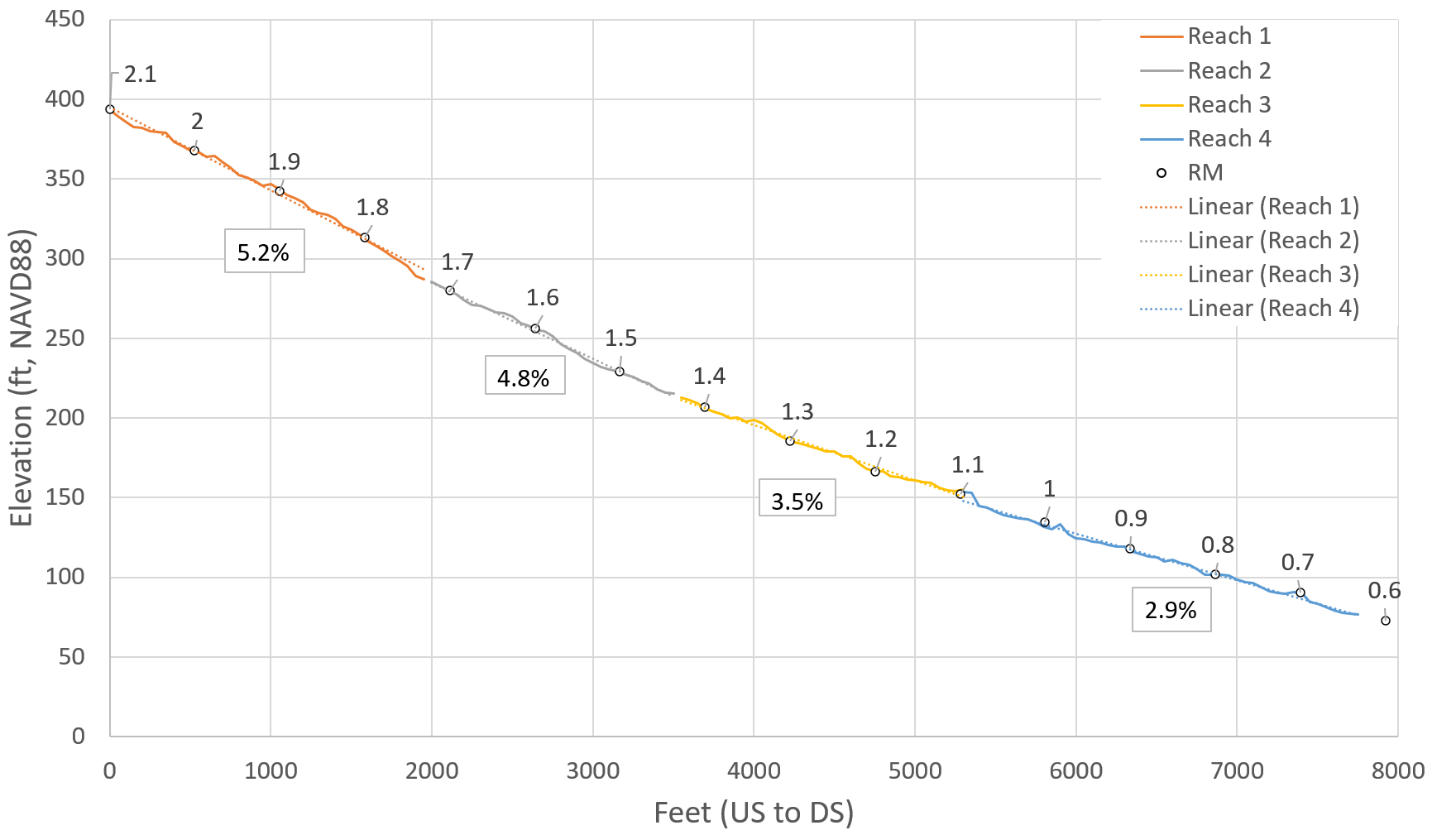 450
400
350
300
250
200
150
100
50
0
Elevation (ft, NAVD88)
2.1
2
1.9
1.8
1.7
1.6
1.5
1.4
1.3
1.2
1.1
1
0.9
0.8
0.7
0.6
5.2%
4.8%
3.5%
2.9%
Reach 1
Reach 2
Reach 3
Reach 4
RM
Linear (Reach 1)
Linear (Reach 2)
Linear (Reach 3)
Linear (Reach 4)
0 1000 2000 3000 4000 5000 6000 7000 8000
Feet (US to DS)